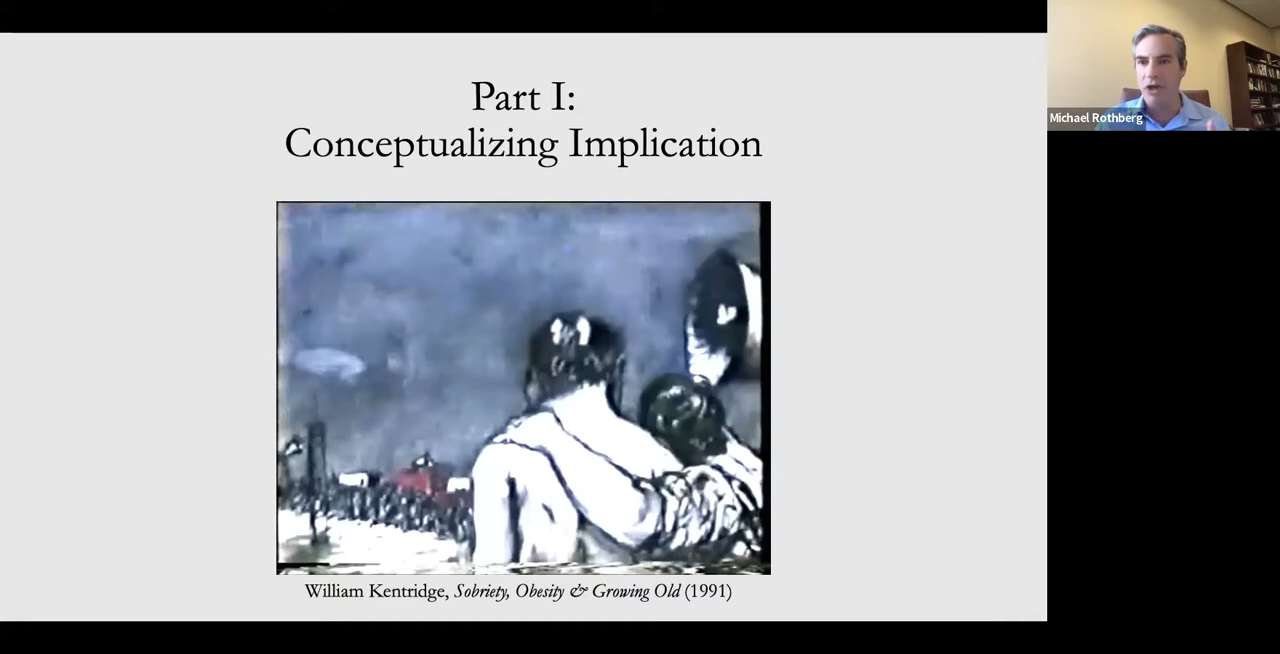 Part I:
Conceptualizing Implication
William Kentridge, Sobriety, Obesity & Growing Old (1991)
Michael Rothberg